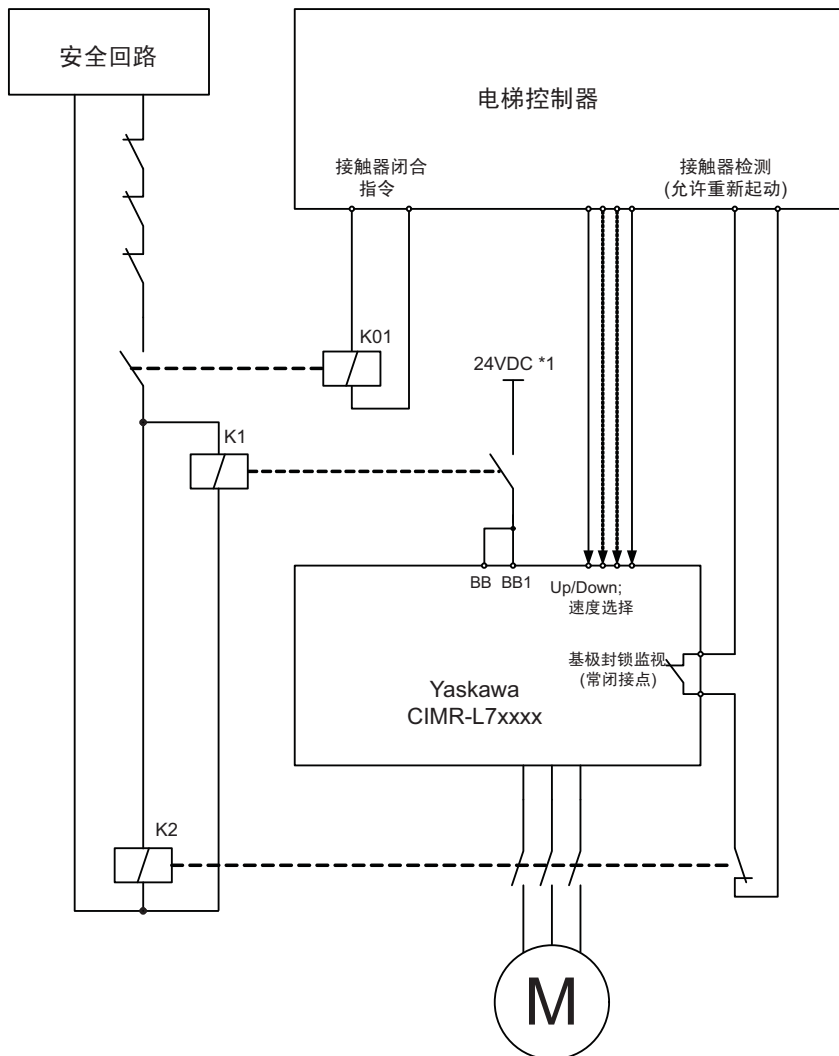 安全回路
电梯控制器
接触器闭合
指令
接触器检测
(允许重新起动)
K01
24VDC *1
K1
BB BB1
Up/Down;
速度选择
基极封锁监视
(常闭接点)
Yaskawa
CIMR-L7xxxx
K2
M